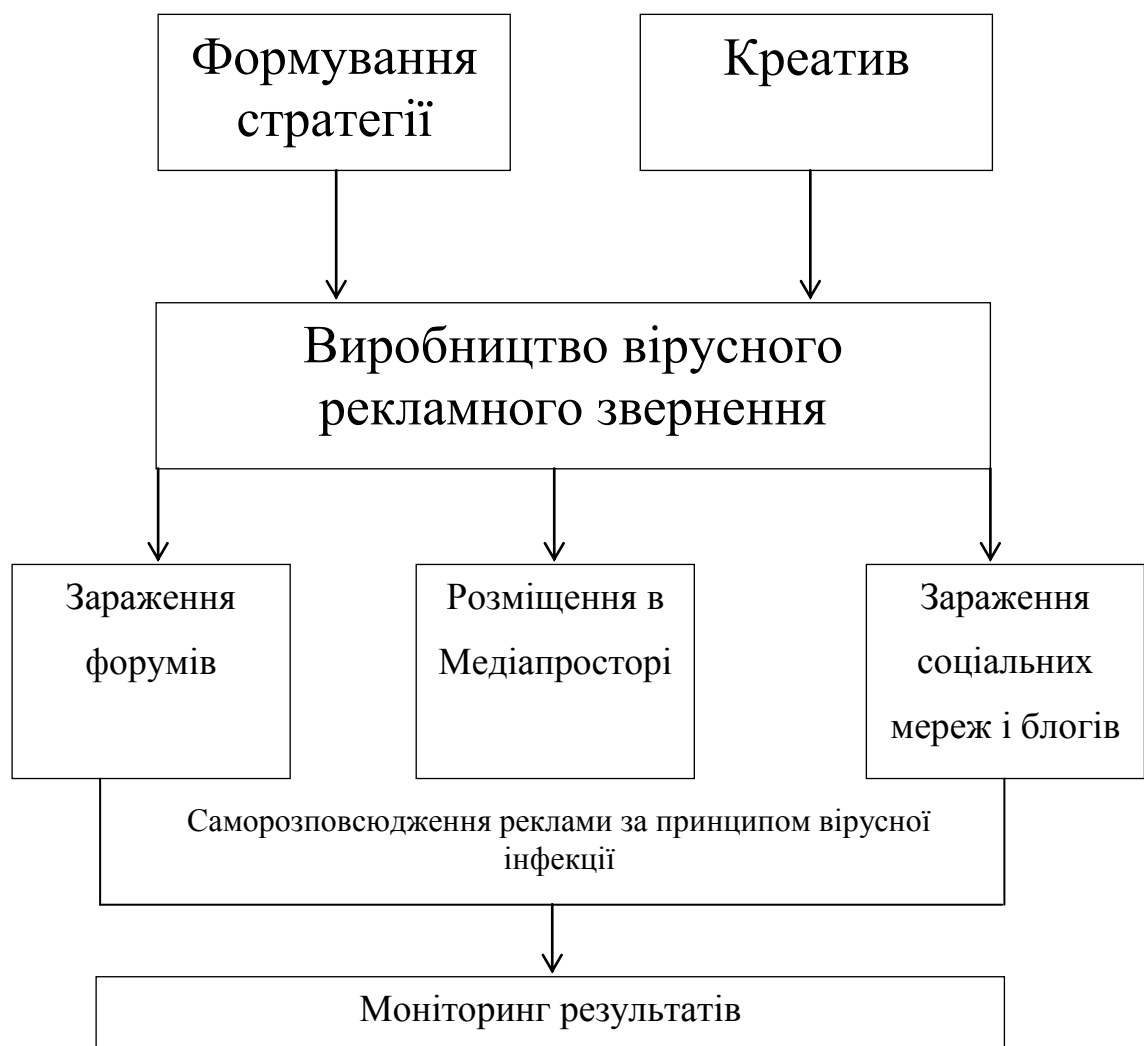 Формування
стратегії
Креатив
Виробництво вірусного
рекламного звернення
Зараження
форумів
Розміщення в
Медіапросторі
Зараження
соціальних
мереж і блогів
Саморозповсюдження реклами за принципом вірусної
інфекції
Моніторинг результатів